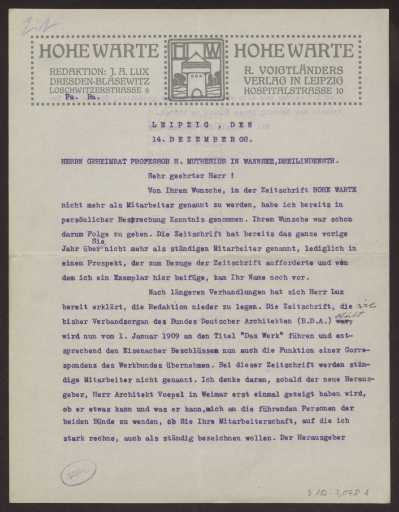 HOHE WARTE
REDAKTION: J. A. LUX
DRESDEN-BLASEWITZ
LOSCHWITZERSTRASSE 6
Pa. Ba.
H W
HOHE WARTE
R. VOIGTLÄNDERS
VERLAG IN LEIPZIG
HOSPITALSTRASSE 10
LEIPZIG, DEN
14. DEZEMBER 08.
HERRN GEHEIMRAT PROFESSOR H. MUTHESIUS IN WANNSEE, DREILINDENSTR.
Sehr geehrter Herr !
Von Ihrem Wunsche, in der Zeitschrift HOHE WARTE
nicht mehr als Mitarbeiter genannt zu werden, habe ich bereits in
persönlicher Besprechung Kenntnis genommen. Ihrem Wunsche war schon
darum Folge zu geben. Die Zeitschrift hat bereits das ganze vorige
Jahr über Sie nicht mehr als ständigen Mitarbeiter genannt, lediglich in
einem Prospekt, der zum Bezuge der Zeitschrift aufforderte und von
dem ich ein Exemplar hier beifüge, kam Ihr Name noch vor.
Nach längeren Verhandlungen hat sich Herr Lux
bereit erklärt, die Redaktion nieder zu legen. Die Zeitschrift, die wie
bisher Verbandsorgan des Bundes Deutscher Architekten (B.D.A.) war,
wird nun vom 1. Januar 1909 an den Titel "Das Werk" führen und ent-
sprechend den Eisenacher Beschlüssen nun auch die Funktion einer Corre-
spondenz des Werkbundes übernehmen. Bei dieser Zeitschrift werden stän-
dige Mitarbeiter nicht genannt. Ich denke daran, sobald der neue Heraus-
geber, Herr Architekt Voepel in Weimar erst einmal gezeigt haben wird,
ob er etwas kann und was er kann, mich an die führenden Personen der
beiden Bünde zu wenden, ob Sie Ihre Mitarbeiterschaft, auf die ich
stark rechne, auch als ständig bezeichnen wollen. Der Herausgeber